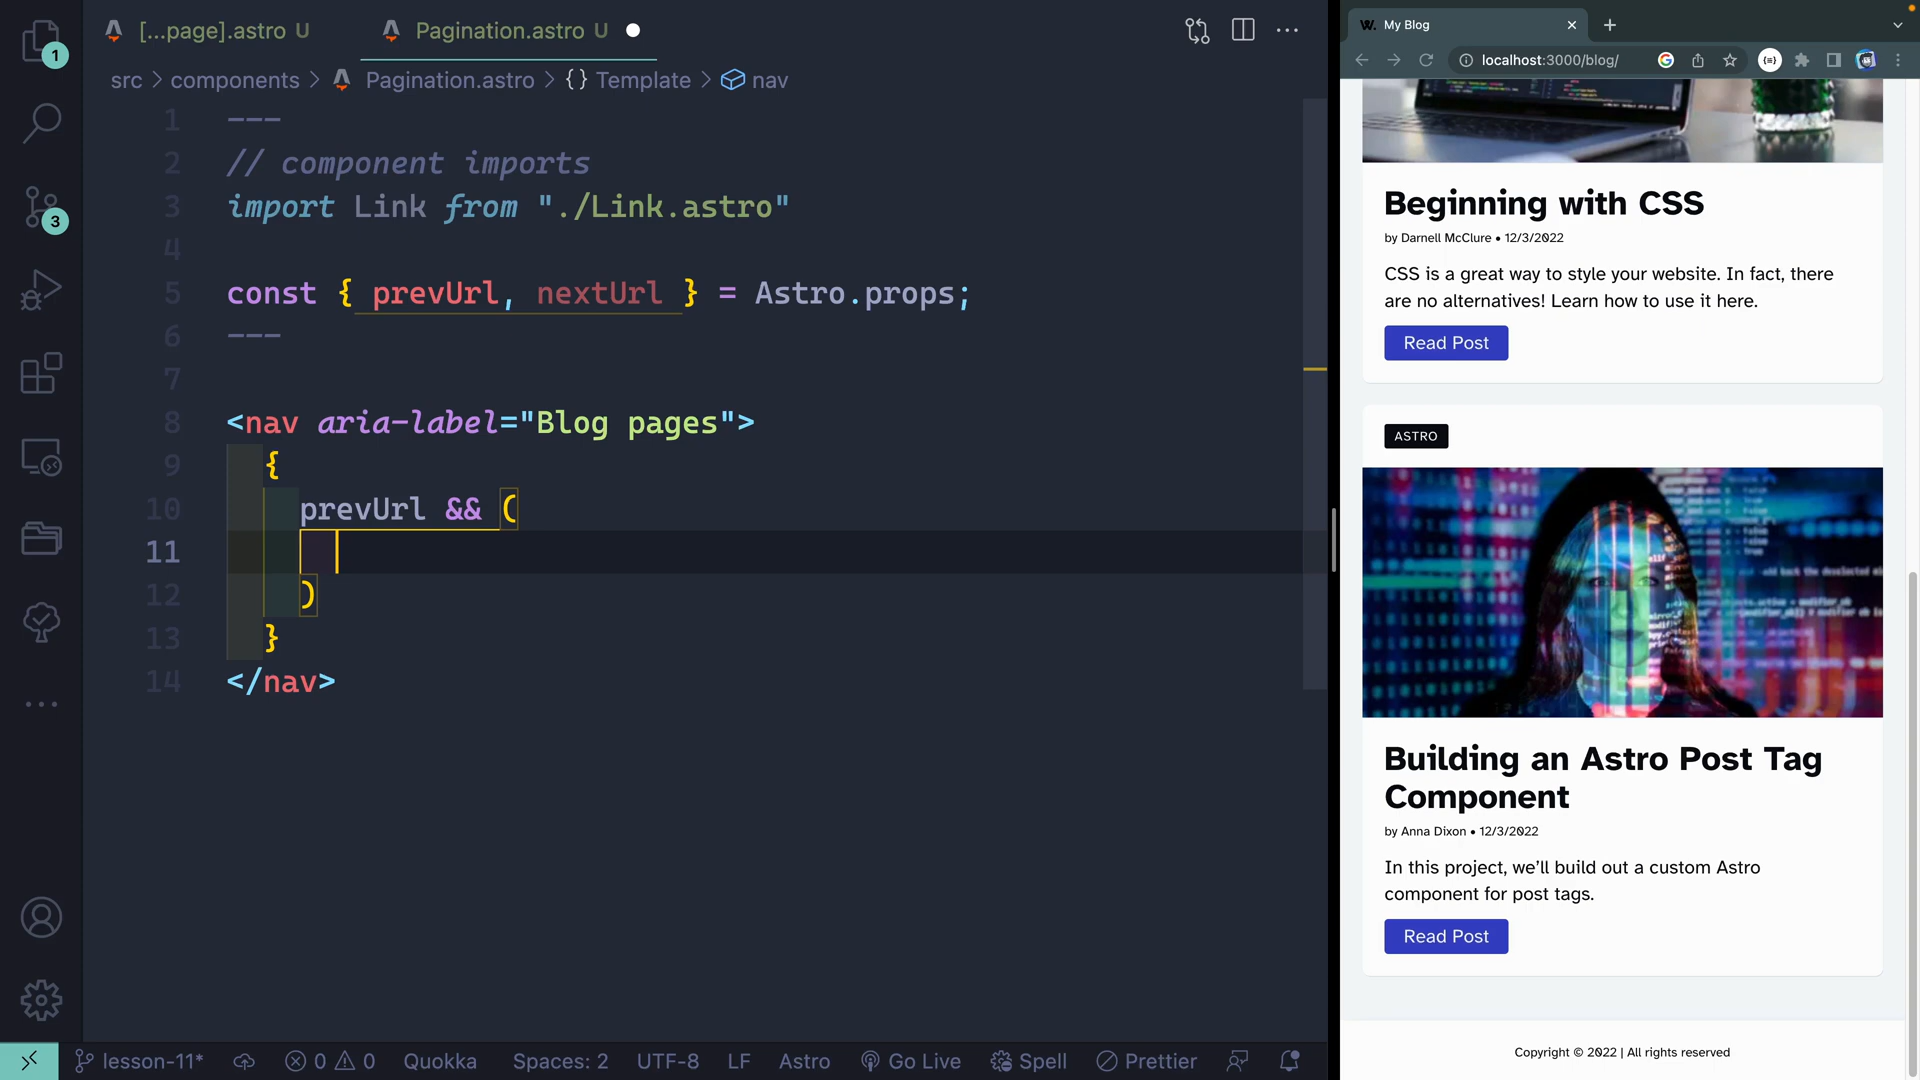 [...page].astro U
Pagination.astro U
src > components > Pagination.astro > {} Template > nav
1 ---
2 // component imports
3 import Link from "./Link.astro"
4
5 const { prevUrl, nextUrl } = Astro.props;
6 ---
7
8 <nav aria-label="Blog pages">
9 {
10 prevUrl && (
11
12 )
13 }
14 </nav>
1
3
lesson-11*
0 0
Quokka
Spaces: 2
UTF-8
LF
Astro
Go Live
Spell
Prettier
W. My Blog
localhost:3000/blog/
Beginning with CSS
by Darnell McClure • 12/3/2022
CSS is a great way to style your website. In fact, there
are no alternatives! Learn how to use it here.
Read Post
ASTRO
Building an Astro Post Tag
Component
by Anna Dixon • 12/3/2022
In this project, we’ll build out a custom Astro
component for post tags.
Read Post
Copyright © 2022 | All rights reserved